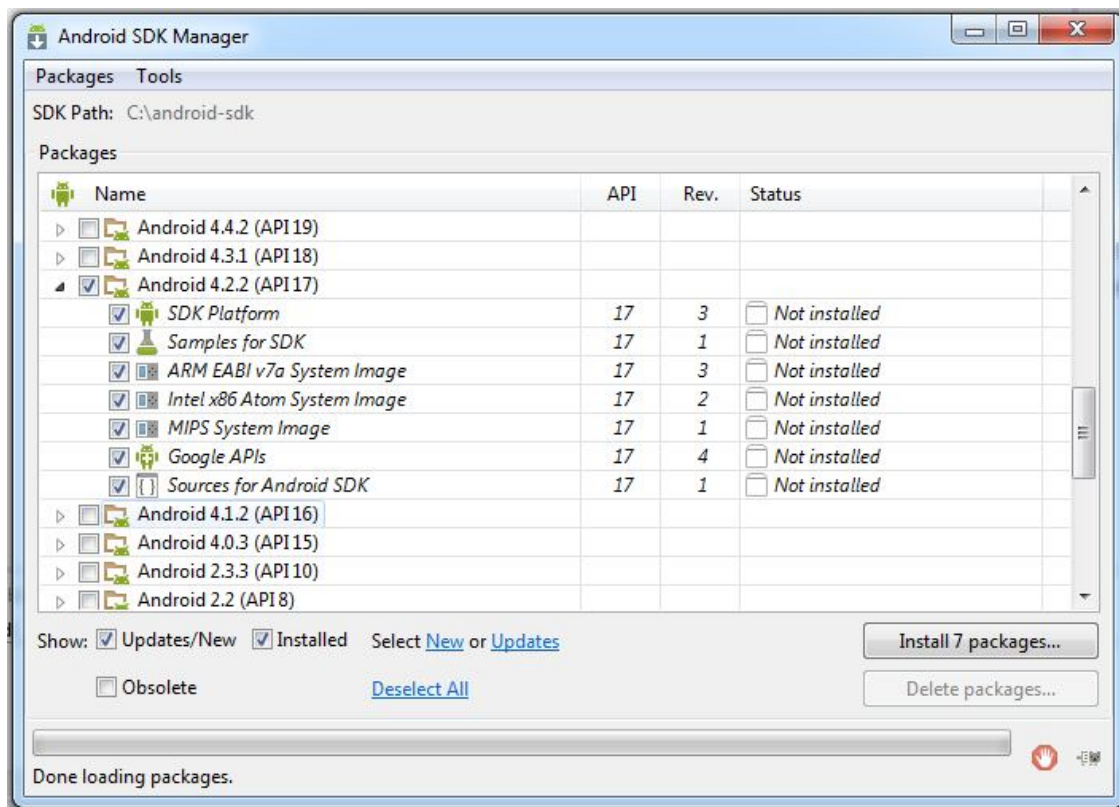 Android SDK Manager
Packages Tools
SDK Path: C:\android-sdk
Packages
Name API Rev. Status
Android 4.4.2 (API 19)
Android 4.3.1 (API 18)
Android 4.2.2 (API 17)
SDK Platform 17 3 Not installed
Samples for SDK 17 1 Not installed
ARM EABI v7a System Image 17 3 Not installed
Intel x86 Atom System Image 17 2 Not installed
MIPS System Image 17 1 Not installed
Google APIs 17 4 Not installed
Sources for Android SDK 17 1 Not installed
Android 4.1.2 (API 16)
Android 4.0.3 (API 15)
Android 2.3.3 (API 10)
Android 2.2 (API 8)
Show: Updates/New Installed Select New or Updates Install 7 packages...
Obsolete Deselect All Delete packages...
Done loading packages.